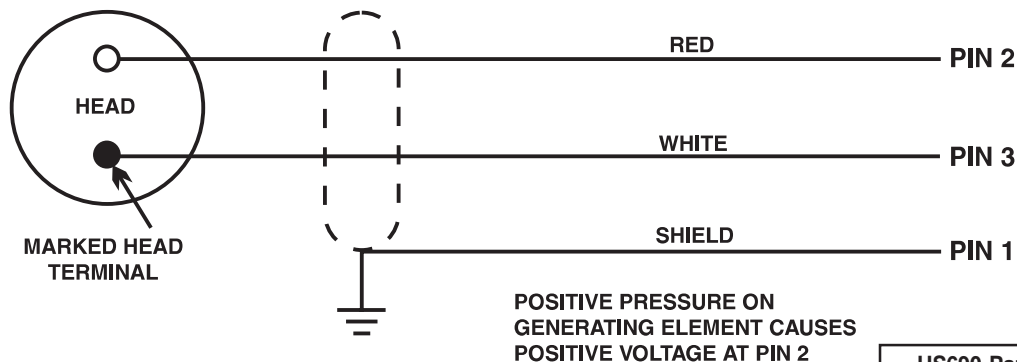 RED
PIN 2
HEAD
WHITE
PIN 3
MARKED HEAD
TERMINAL
SHIELD
PIN 1
POSITIVE PRESSURE ON
GENERATING ELEMENT CAUSES
POSITIVE VOLTAGE AT PIN 2